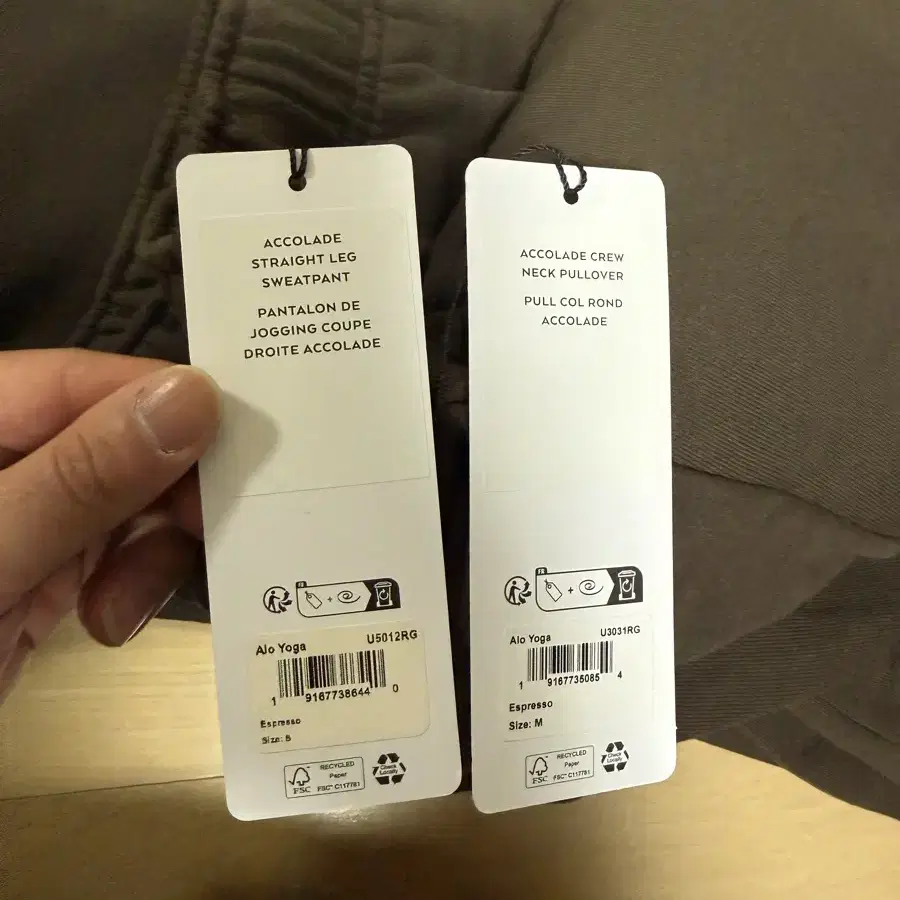 ACCOLADE
STRAIGHT LEG
SWEATPANT
PANTALON DE
JOGGING COUPE
DROITE ACCOLADE
FR
+
Alo Yoga U5012RG
1 9167738644 0
Espresso
Size: S
FSC
RECYCLED
Paper
FSC® C117781
Check
Locally
ACCOLADE CREW
NECK PULLOVER
PULL COL ROND
ACCOLADE
FR
+
Alo Yoga U3031RG
1 9167735085 4
Espresso
Size: M
FSC
RECYCLED
Paper
FSC® C117781
Check
Locally